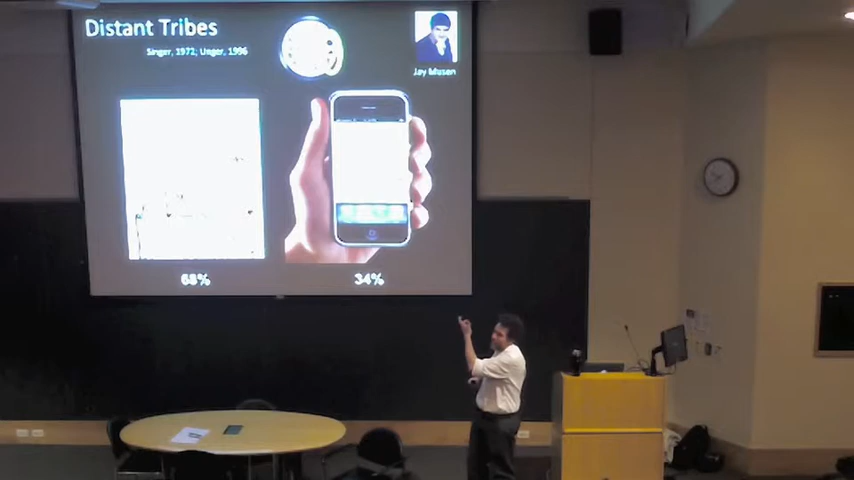 Distant Tribes
Singer, 1972; Unger, 1996
Jay Musen
68%
34%